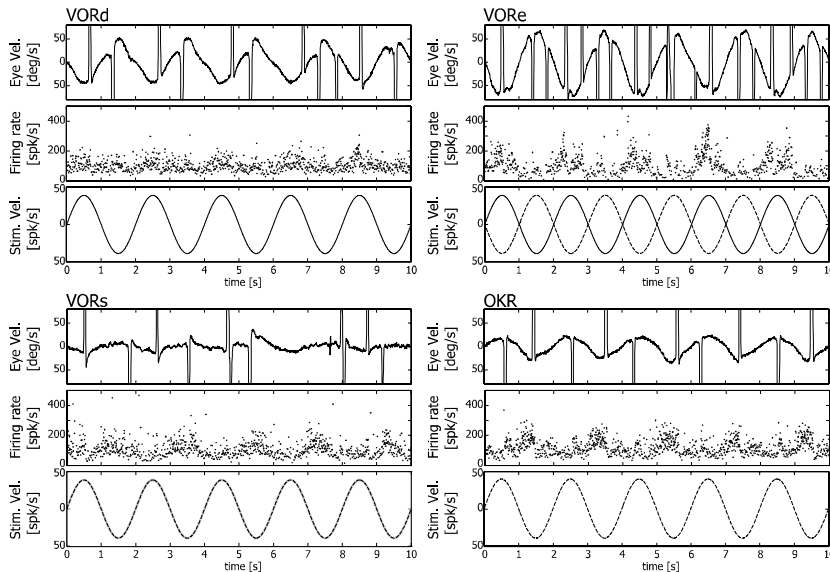 VORd
Eye Vel.
[deg/s]
50
0
50
Firing rate
[spk/s]
400
200
0
Stim. Vel.
[spk/s]
50
0
50
0 1 2 3 4 5 6 7 8 9 10
time [s]
VORe
Eye Vel.
[deg/s]
50
0
50
Firing rate
[spk/s]
400
200
0
Stim. Vel.
[spk/s]
50
0
50
0 1 2 3 4 5 6 7 8 9 10
time [s]
VORs
Eye Vel.
[deg/s]
50
0
50
Firing rate
[spk/s]
400
200
0
Stim. Vel.
[spk/s]
50
0
50
0 1 2 3 4 5 6 7 8 9 10
time [s]
OKR
Eye Vel.
[deg/s]
50
0
50
Firing rate
[spk/s]
400
200
0
Stim. Vel.
[spk/s]
50
0
50
0 1 2 3 4 5 6 7 8 9 10
time [s]